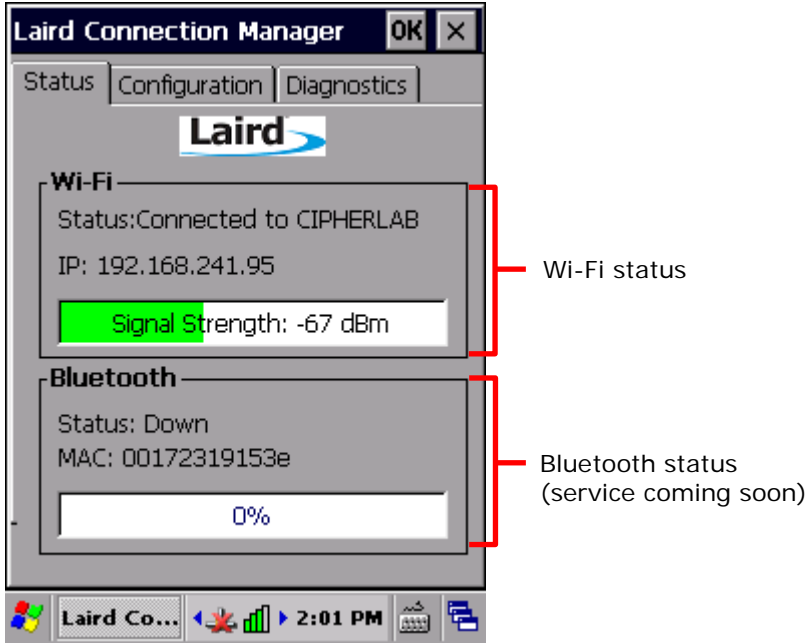 Laird Connection Manager OK ×
Status Configuration Diagnostics
Laird
Wi-Fi
Status:Connected to CIPHERLAB
IP: 192.168.241.95
Signal Strength: -67 dBm
Wi-Fi status
Bluetooth
Status: Down
MAC: 00172319153e
0%
Bluetooth status
(service coming soon)
Laird Co... 2:01 PM